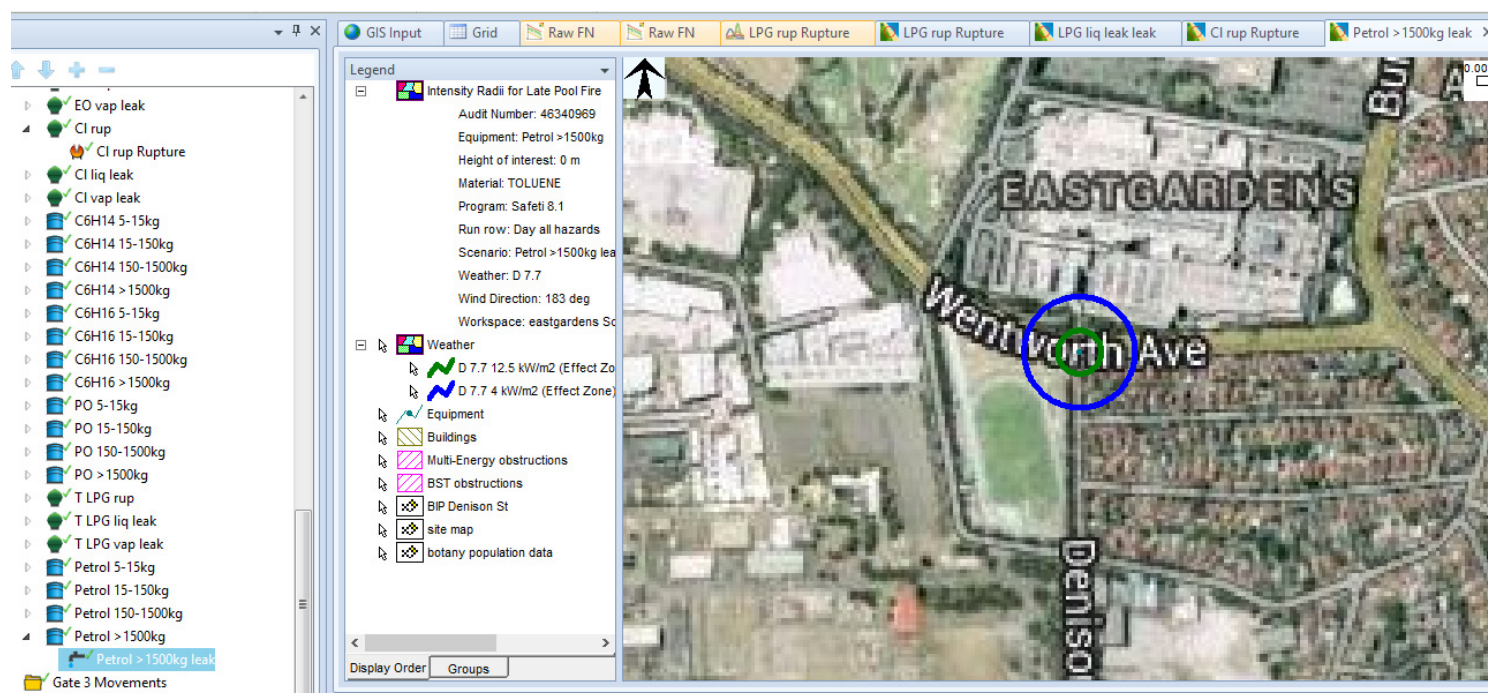 GIS Input
Grid
Raw FN
Raw FN
LPG rup Rupture
LPG rup Rupture
LPG liq leak leak
Cl rup Rupture
Petrol >1500kg leak
EO vap leak
Cl rup
Cl rup Rupture
Cl liq leak
Cl vap leak
C6H14 5-15kg
C6H14 15-150kg
C6H14 150-1500kg
C6H14 >1500kg
C6H16 5-15kg
C6H16 15-150kg
C6H16 150-1500kg
C6H16 >1500kg
PO 5-15kg
PO 15-150kg
PO 150-1500kg
PO >1500kg
T LPG rup
T LPG liq leak
T LPG vap leak
Petrol 5-15kg
Petrol 15-150kg
Petrol 150-1500kg
Petrol >1500kg
Petrol >1500kg leak
Gate 3 Movements
Legend
Intensity Radii for Late Pool Fire
Audit Number: 46340969
Equipment: Petrol >1500kg
Height of interest: 0 m
Material: TOLUENE
Program: Safeti 8.1
Run row: Day all hazards
Scenario: Petrol >1500kg lea
Weather: D 7.7
Wind Direction: 183 deg
Workspace: eastgardens Sc
Weather
D 7.7 12.5 kW/m2 (Effect Zo
D 7.7 4 kW/m2 (Effect Zone)
Equipment
Buildings
Multi-Energy obstructions
BST obstructions
BIP Denison St
site map
botany population data
Display Order
Groups
0.00
Bu
A
EASTGARDENS
Wentworth Ave
Deniso